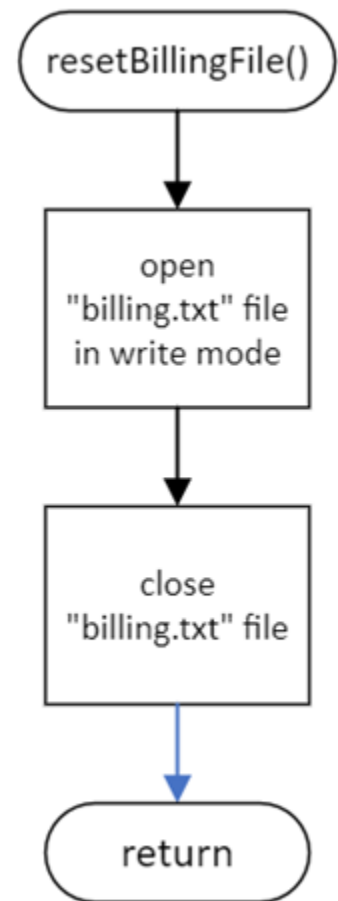 resetBillingFile()
open
"billing.txt" file
in write mode
close
"billing.txt" file
return